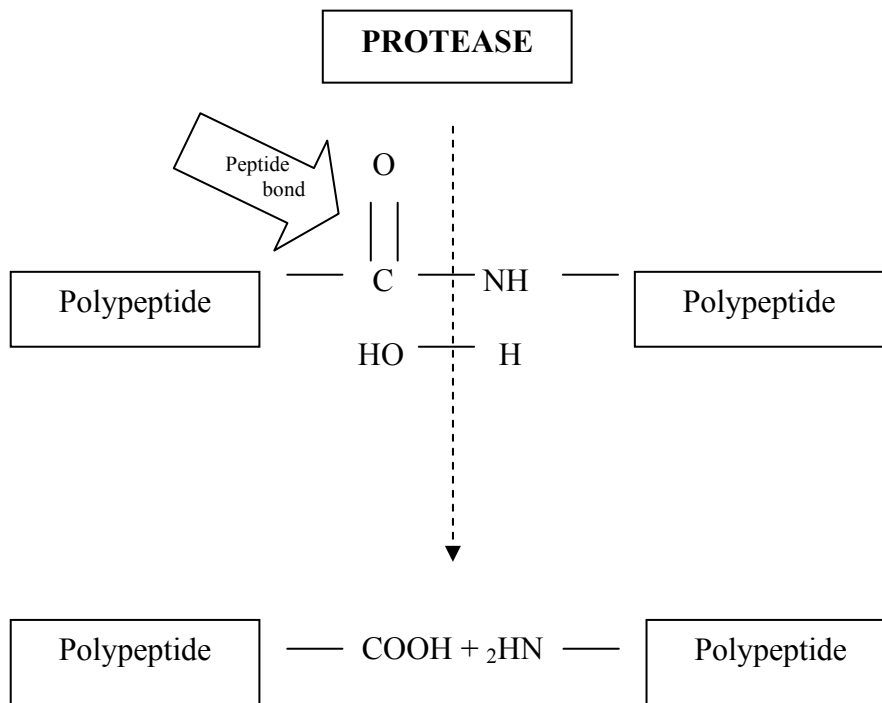 PROTEASE
Peptide
bond
O
Polypeptide C NH Polypeptide
HO H
Polypeptide COOH + ₂HN Polypeptide